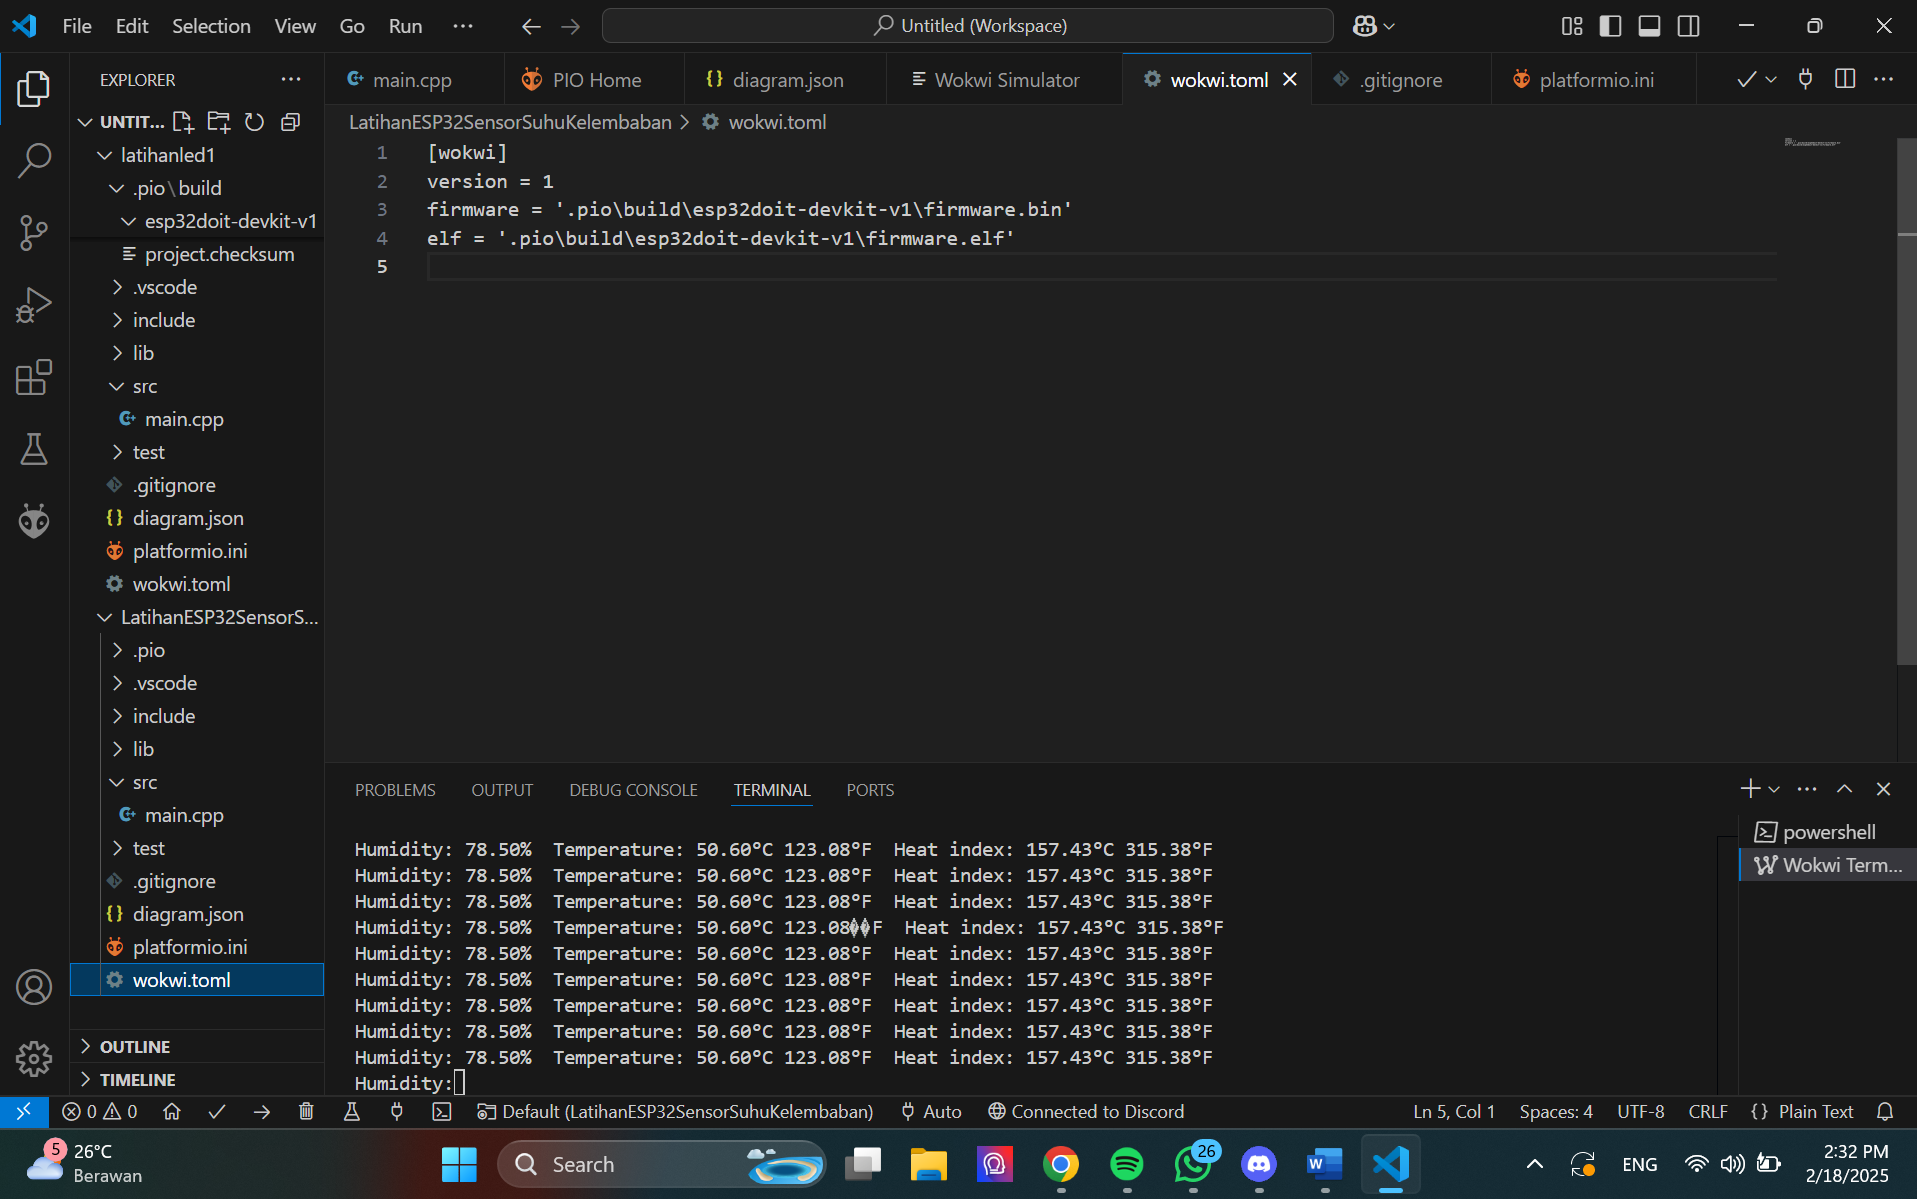 File Edit Selection View Go Run ···
Untitled (Workspace)
EXPLORER
main.cpp
PIO Home
diagram.json
Wokwi Simulator
wokwi.toml
.gitignore
platformio.ini
UNTIT...
LatihanESP32SensorSuhuKelembaban > wokwi.toml
latihanled1
.pio\build
esp32doit-devkit-v1
project.checksum
.vscode
include
lib
src
main.cpp
test
.gitignore
diagram.json
platformio.ini
wokwi.toml
LatihanESP32SensorS...
.pio
.vscode
include
lib
src
main.cpp
test
.gitignore
diagram.json
platformio.ini
wokwi.toml
OUTLINE
TIMELINE
1 [wokwi]
2 version = 1
3 firmware = '.pio\build\esp32doit-devkit-v1\firmware.bin'
4 elf = '.pio\build\esp32doit-devkit-v1\firmware.elf'
5
PROBLEMS OUTPUT DEBUG CONSOLE TERMINAL PORTS
powershell
Wokwi Term...
Humidity: 78.50%  Temperature: 50.60°C 123.08°F  Heat index: 157.43°C 315.38°F
Humidity: 78.50%  Temperature: 50.60°C 123.08°F  Heat index: 157.43°C 315.38°F
Humidity: 78.50%  Temperature: 50.60°C 123.08°F  Heat index: 157.43°C 315.38°F
Humidity: 78.50%  Temperature: 50.60°C 123.08��F  Heat index: 157.43°C 315.38°F
Humidity: 78.50%  Temperature: 50.60°C 123.08°F  Heat index: 157.43°C 315.38°F
Humidity: 78.50%  Temperature: 50.60°C 123.08°F  Heat index: 157.43°C 315.38°F
Humidity: 78.50%  Temperature: 50.60°C 123.08°F  Heat index: 157.43°C 315.38°F
Humidity: 78.50%  Temperature: 50.60°C 123.08°F  Heat index: 157.43°C 315.38°F
Humidity: 78.50%  Temperature: 50.60°C 123.08°F  Heat index: 157.43°C 315.38°F
Humidity:
0 0 Default (LatihanESP32SensorSuhuKelembaban) Auto Connected to Discord Ln 5, Col 1 Spaces: 4 UTF-8 CRLF {} Plain Text
5
26°C
Berawan
Search
26
ENG
2:32 PM
2/18/2025